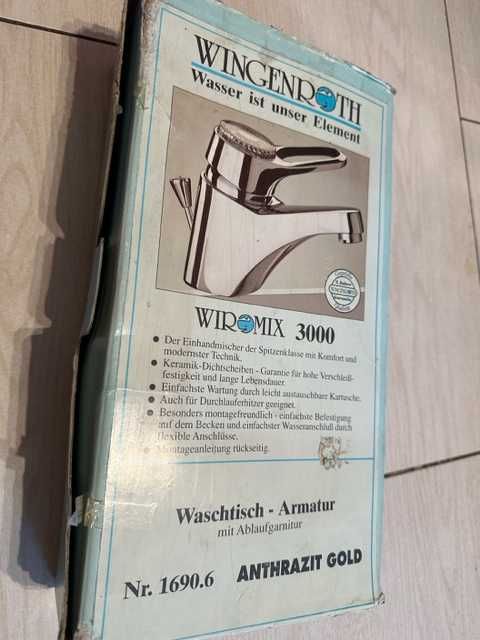 WINGENROTH
Wasser ist unser Element
WIROMIX 3000
• Der Einhandmischer der Spitzenklasse mit Komfort und
modernster Technik.
• Keramik-Dichtscheiben - Garantie für hohe Verschleiß-
festigkeit und lange Lebensdauer.
• Einfachste Wartung durch leicht austauschbare Kartusche.
• Auch für Durchlauferhitzer geeignet.
• Besonders montagefreundlich - einfachste Befestigung
auf dem Becken und einfachster Wasseranschluß durch
flexible Anschlüsse.
• Montageanleitung rückseitig.
Waschtisch - Armatur
mit Ablaufgarnitur
Nr. 1690.6 ANTHRAZIT GOLD